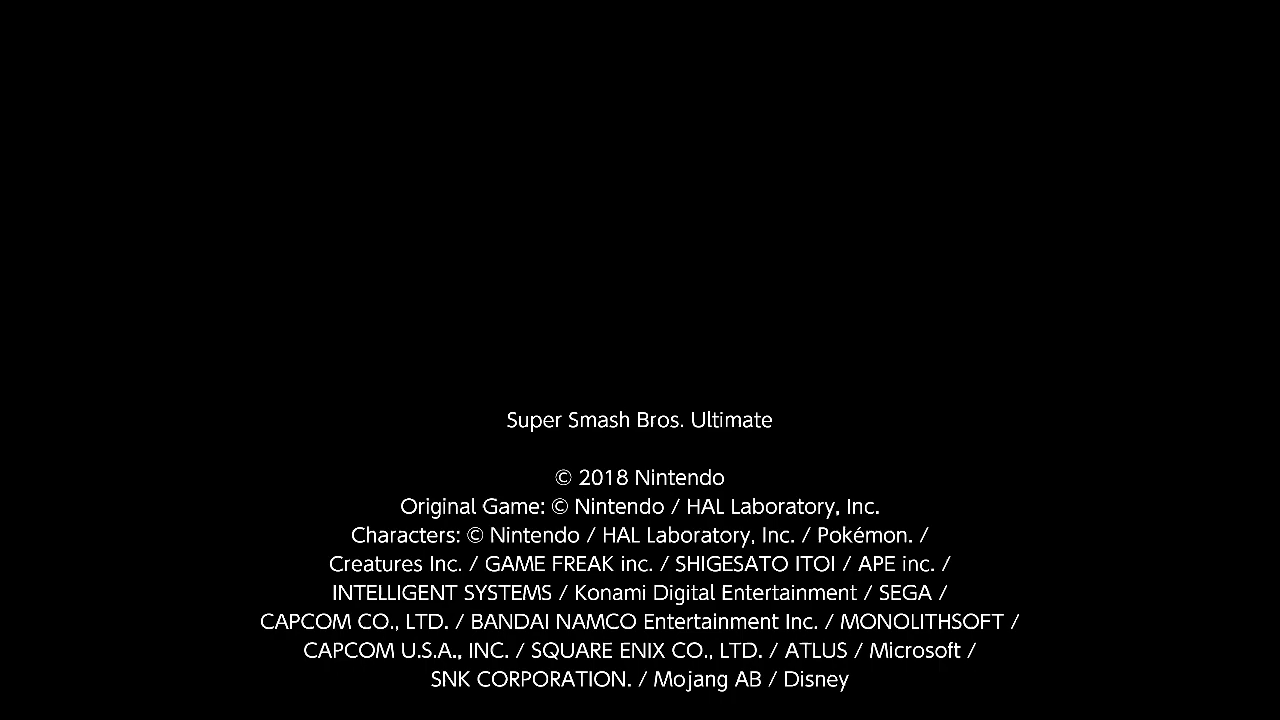 Super Smash Bros. Ultimate
© 2018 Nintendo
Original Game: © Nintendo / HAL Laboratory, Inc.
Characters: © Nintendo / HAL Laboratory, Inc. / Pokémon. /
Creatures Inc. / GAME FREAK inc. / SHIGESATO ITOI / APE inc. /
INTELLIGENT SYSTEMS / Konami Digital Entertainment / SEGA /
CAPCOM CO., LTD. / BANDAI NAMCO Entertainment Inc. / MONOLITHSOFT /
CAPCOM U.S.A., INC. / SQUARE ENIX CO., LTD. / ATLUS / Microsoft /
SNK CORPORATION. / Mojang AB / Disney